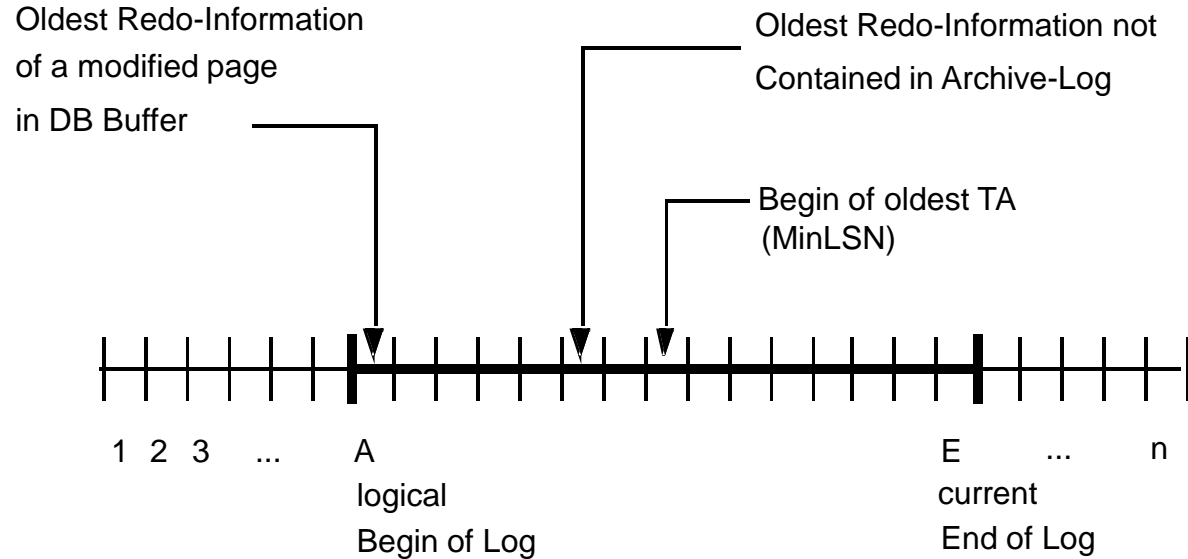 Oldest Redo-Information
of a modified page
in DB Buffer
Oldest Redo-Information not
Contained in Archive-Log
Begin of oldest TA
(MinLSN)
1 2 3 ... A E ... n
logical
Begin of Log
current
End of Log